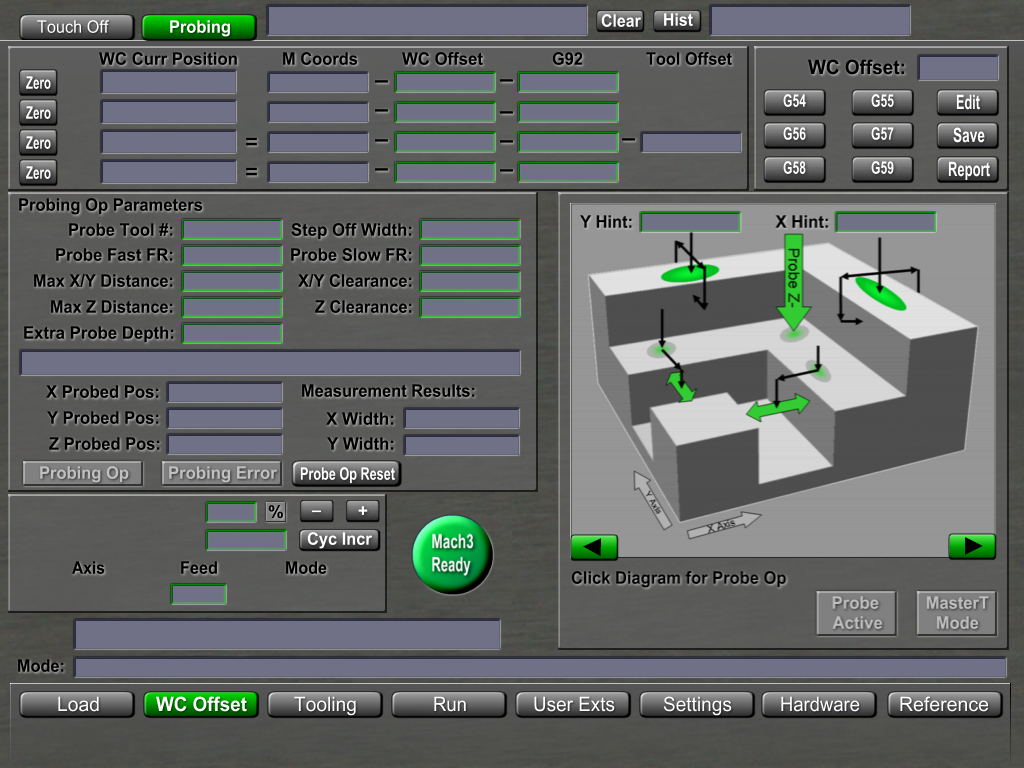 Touch Off Probing Clear Hist
WC Curr Position M Coords WC Offset G92 Tool Offset
Zero – –
Zero – –
Zero = – – –
Zero = – –
WC Offset:
G54 G55 Edit
G56 G57 Save
G58 G59 Report
Probing Op Parameters
Probe Tool #: Step Off Width:
Probe Fast FR: Probe Slow FR:
Max X/Y Distance: X/Y Clearance:
Max Z Distance: Z Clearance:
Extra Probe Depth:
X Probed Pos: Measurement Results:
Y Probed Pos: X Width:
Z Probed Pos: Y Width:
Probing Op Probing Error Probe Op Reset
Y Hint: X Hint:
Probe Z-
Y Axis
X Axis
Click Diagram for Probe Op
Probe
Active
MasterT
Mode
% – +
Cyc Incr
Axis Feed Mode
Mach3
Ready
Mode:
Load WC Offset Tooling Run User Exts Settings Hardware Reference